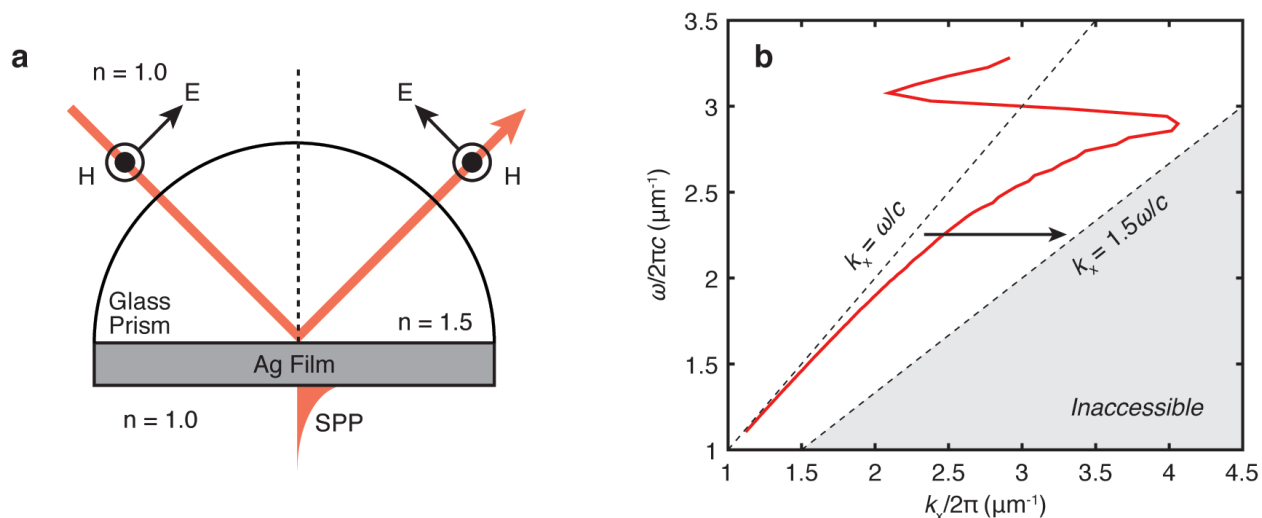 a
n = 1.0
E
E
H
H
Glass
Prism
n = 1.5
Ag Film
n = 1.0
SPP
b
3.5
3
2.5
2
1.5
1
ω/2πc (μm⁻¹)
kₓ = ω/c
kₓ = 1.5ω/c
Inaccessible
1
1.5
2
2.5
3
3.5
4
4.5
kₓ/2π (μm⁻¹)